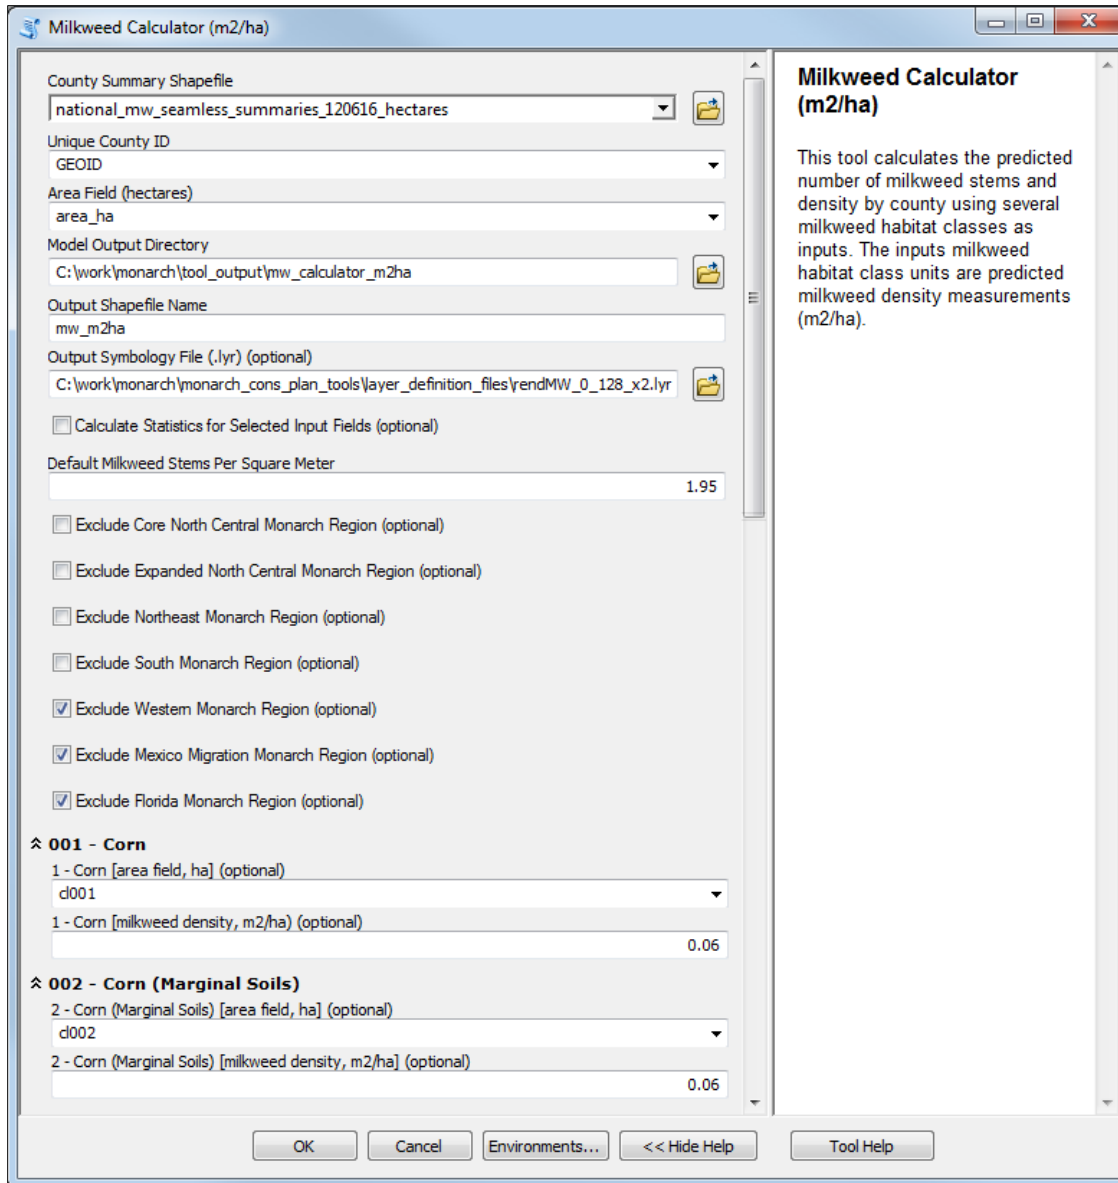 Milkweed Calculator (m2/ha)
County Summary Shapefile
national_mw_seamless_summaries_120616_hectares
Unique County ID
GEOID
Area Field (hectares)
area_ha
Model Output Directory
C:\work\monarch\tool_output\mw_calculator_m2ha
Output Shapefile Name
mw_m2ha
Output Symbology File (.lyr) (optional)
C:\work\monarch\monarch_cons_plan_tools\layer_definition_files\rendMW_0_128_x2.lyr
Calculate Statistics for Selected Input Fields (optional)
Default Milkweed Stems Per Square Meter
1.95
Exclude Core North Central Monarch Region (optional)
Exclude Expanded North Central Monarch Region (optional)
Exclude Northeast Monarch Region (optional)
Exclude South Monarch Region (optional)
Exclude Western Monarch Region (optional)
Exclude Mexico Migration Monarch Region (optional)
Exclude Florida Monarch Region (optional)
001 - Corn
1 - Corn [area field, ha] (optional)
cl001
1 - Corn [milkweed density, m2/ha) (optional)
0.06
002 - Corn (Marginal Soils)
2 - Corn (Marginal Soils) [area field, ha] (optional)
cl002
2 - Corn (Marginal Soils) [milkweed density, m2/ha] (optional)
0.06
Milkweed Calculator
(m2/ha)
This tool calculates the predicted
number of milkweed stems and
density by county using several
milkweed habitat classes as
inputs. The inputs milkweed
habitat class units are predicted
milkweed density measurements
(m2/ha).
OK
Cancel
Environments...
<< Hide Help
Tool Help